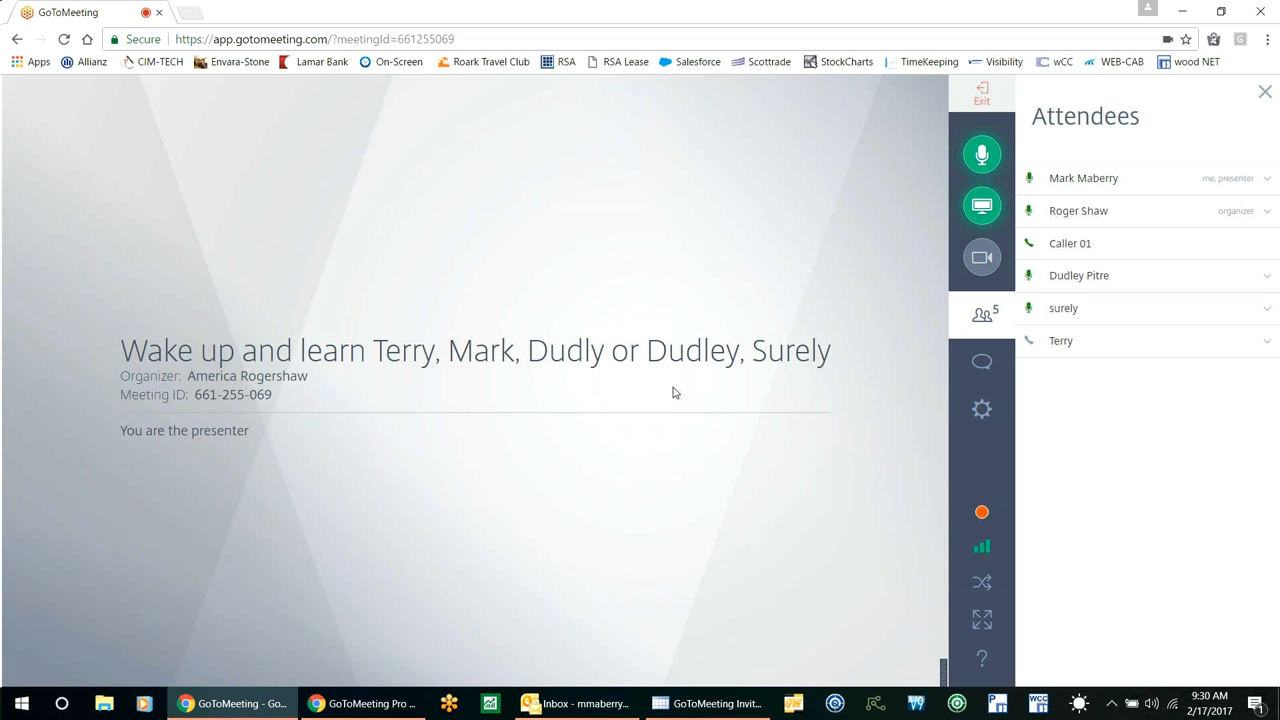 GoToMeeting
Secure https://app.gotomeeting.com/?meetingId=661255069
Apps Allianz CIM-TECH Envara-Stone Lamar Bank On-Screen Roark Travel Club RSA RSA Lease Salesforce Scottrade StockCharts TimeKeeping Visibility wCC WEB-CAB wood NET
Exit
Attendees
Mark Maberry me, presenter
Roger Shaw organizer
Caller 01
Dudley Pitre
5
surely
Terry
Wake up and learn Terry, Mark, Dudly or Dudley, Surely
Organizer: America Rogershaw
Meeting ID: 661-255-069
You are the presenter
?
GoToMeeting - Go... GoToMeeting Pro ... Inbox - mmaberry... GoToMeeting Invit... WCC 9:30 AM
2/17/2017 1